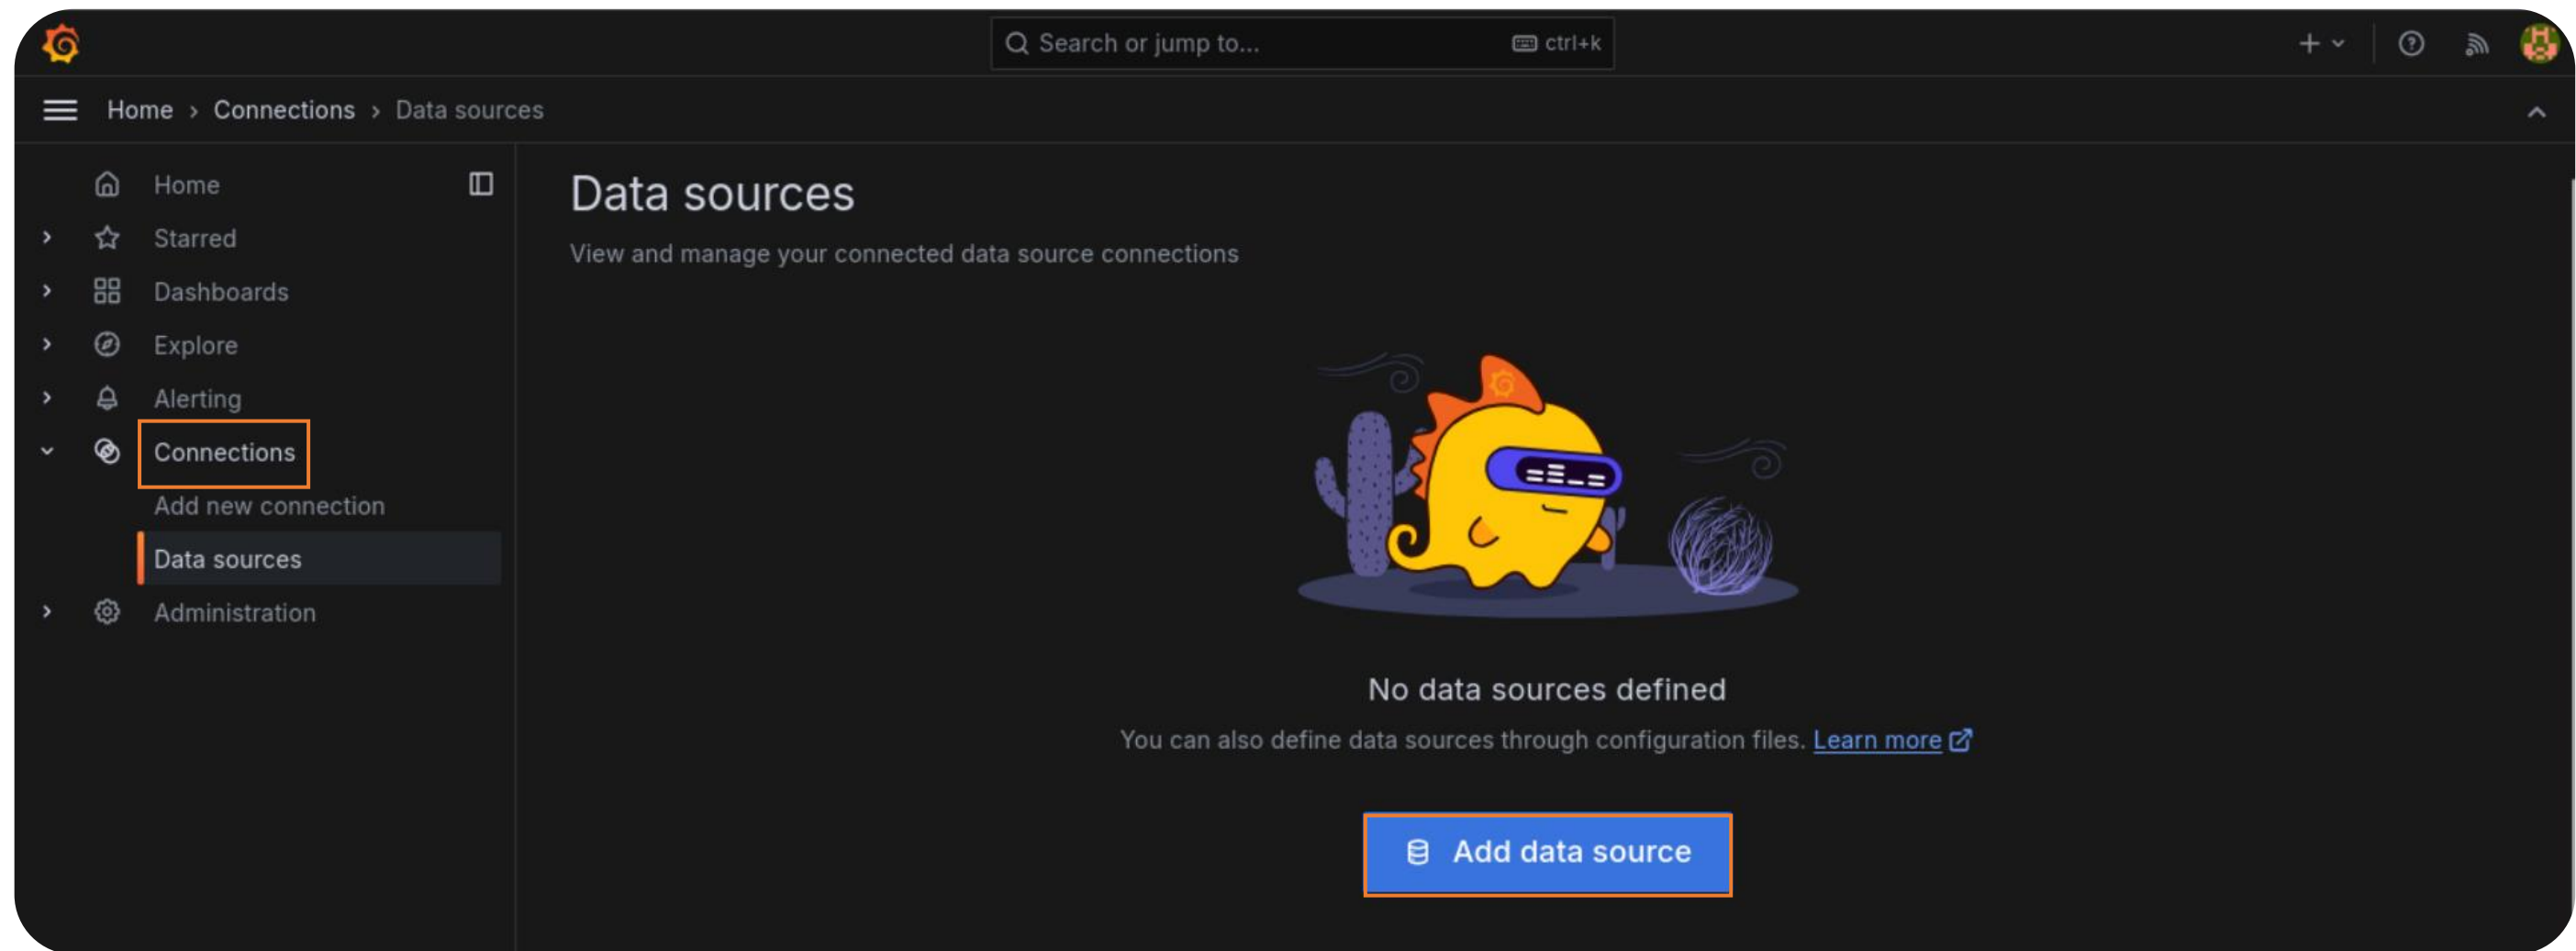 Search or jump to... ctrl+k
Home › Connections › Data sources
Home
Starred
Dashboards
Explore
Alerting
Connections
Add new connection
Data sources
Administration
Data sources
View and manage your connected data source connections
No data sources defined
You can also define data sources through configuration files. Learn more
Add data source